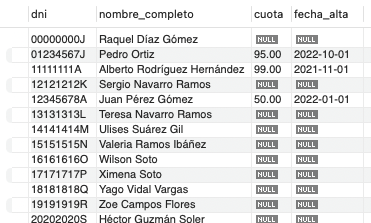 dni nombre_completo cuota fecha_alta
00000000J Raquel Díaz Gómez NULL NULL
01234567J Pedro Ortiz 95.00 2022-10-01
11111111A Alberto Rodríguez Hernández 99.00 2021-11-01
12121212K Sergio Navarro Ramos NULL NULL
12345678A Juan Pérez Gómez 50.00 2022-01-01
13131313L Teresa Navarro Ramos NULL NULL
14141414M Ulises Suárez Gil NULL NULL
15151515N Valeria Ramos Ibáñez NULL NULL
16161616O Wilson Soto NULL NULL
17171717P Ximena Soto NULL NULL
18181818Q Yago Vidal Vargas NULL NULL
19191919R Zoe Campos Flores NULL NULL
20202020S Héctor Guzmán Soler NULL NULL